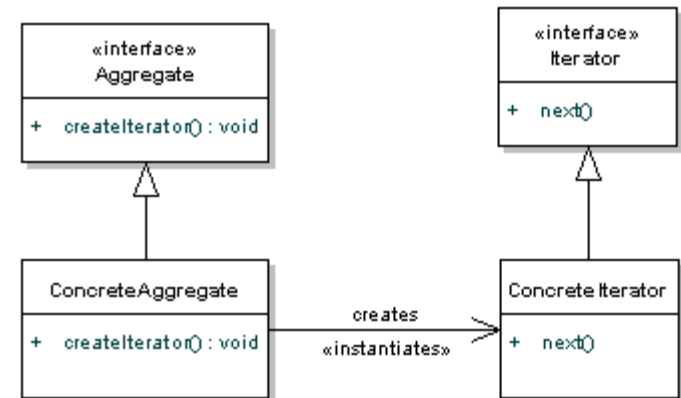 «interface»
Aggregate
+ createIterator() : void
«interface»
Iterator
+ next()
ConcreteAggregate
+ createIterator() : void
creates
«instantiates»
ConcreteIterator
+ next()